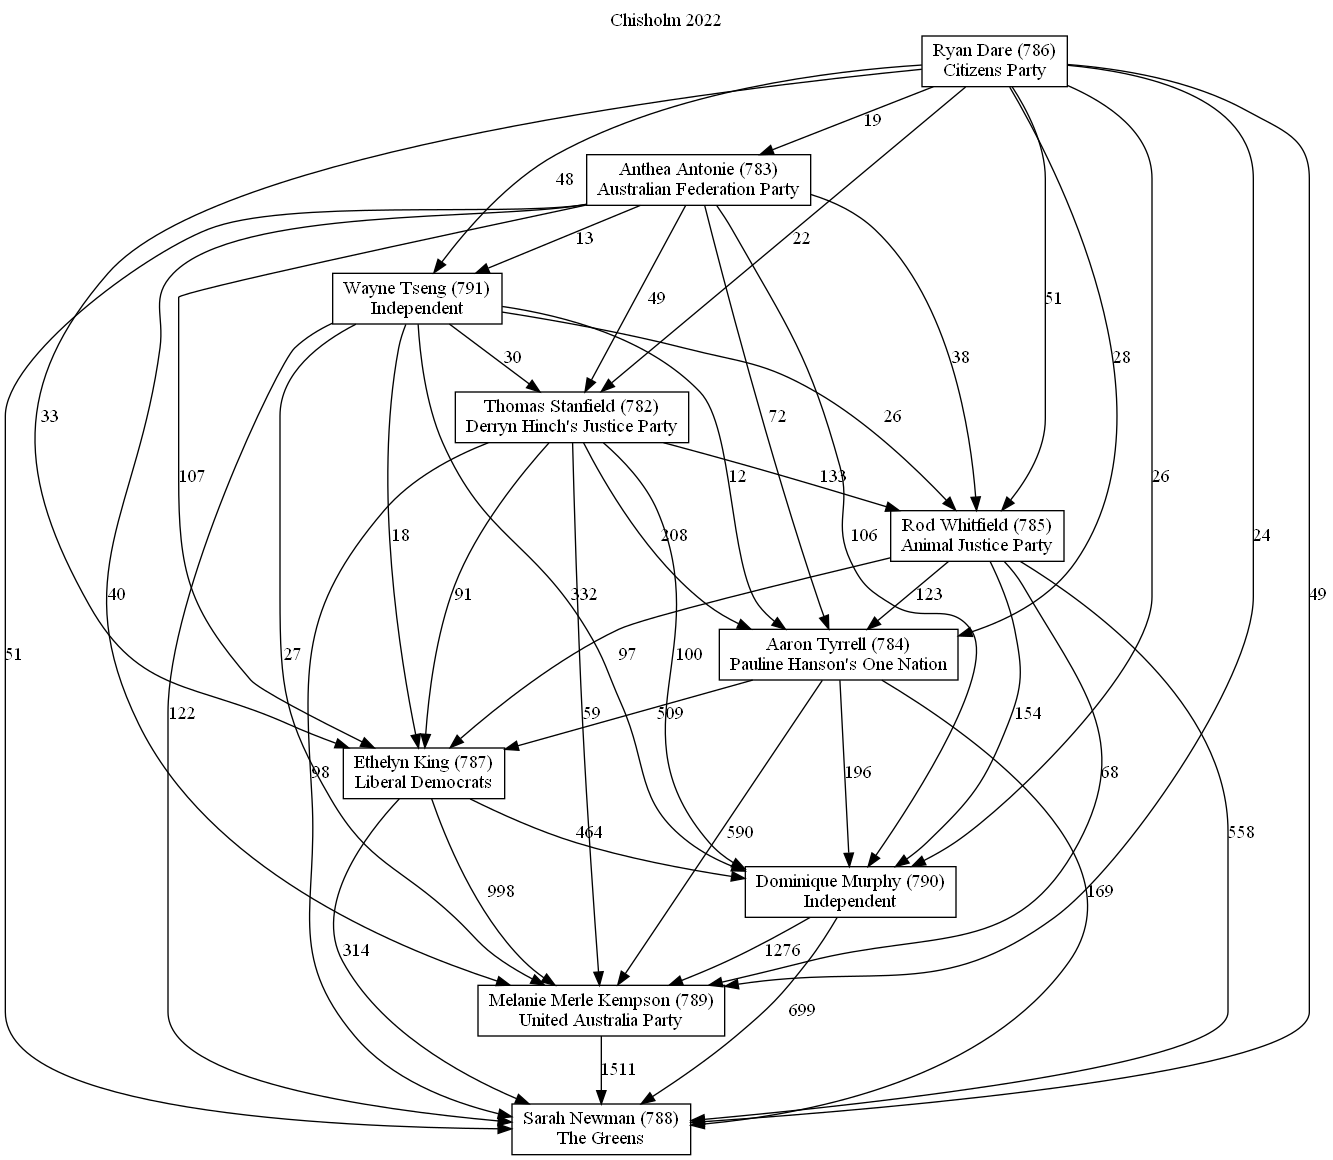 Chisholm 2022
Ryan Dare (786)
Citizens Party
19
48
Anthea Antonie (783)
Australian Federation Party
13
22
49
51
Wayne Tseng (791)
Independent
30
38
28
33
72
26
Thomas Stanfield (782)
Derryn Hinch's Justice Party
107
12
133
26
18
208
106
24
Rod Whitfield (785)
Animal Justice Party
40
91
332
123
49
51
27
97
100
Aaron Tyrrell (784)
Pauline Hanson's One Nation
122
59
509
154
98
196
68
Ethelyn King (787)
Liberal Democrats
464
590
558
998
169
Dominique Murphy (790)
Independent
314
1276
699
Melanie Merle Kempson (789)
United Australia Party
1511
Sarah Newman (788)
The Greens